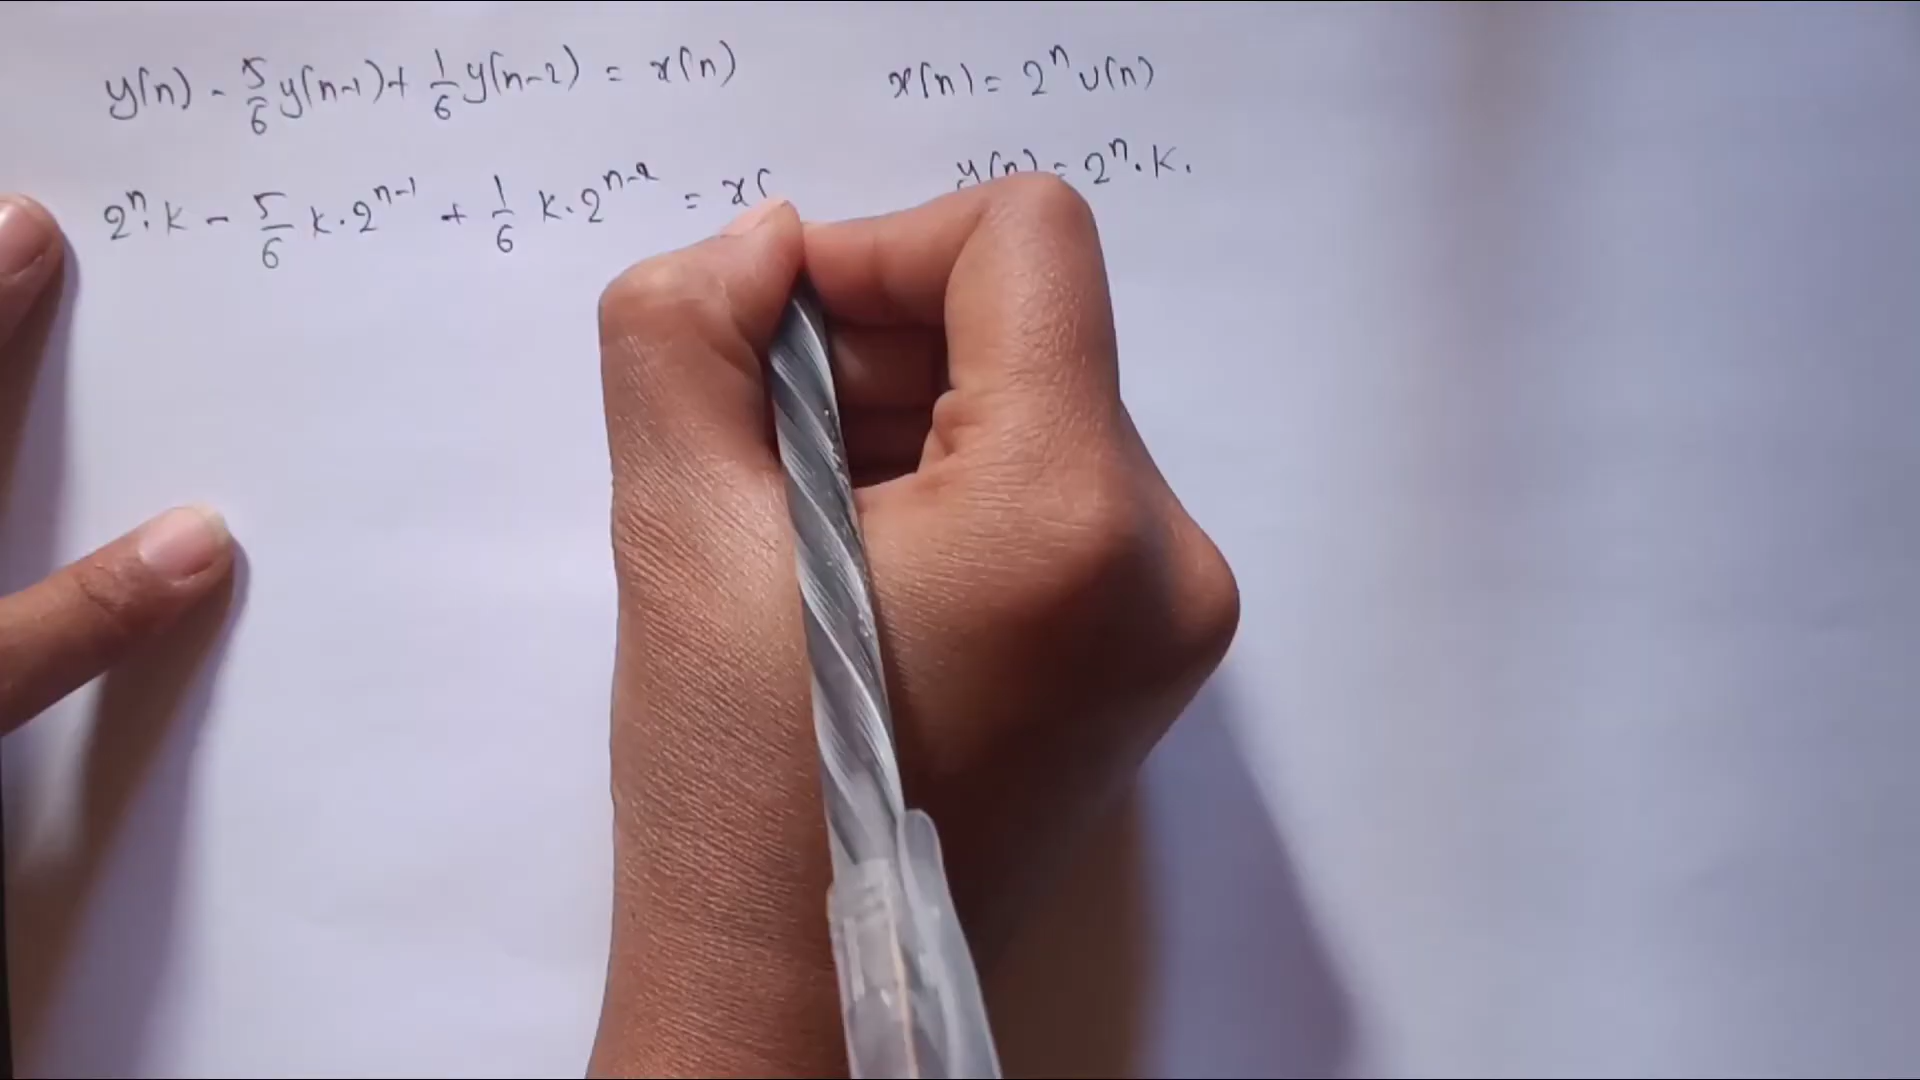 y(n) - 5/6 y(n-1) + 1/6 y(n-2) = x(n)
x(n) = 2^n u(n)
y(n) = 2^n . K .
2^n . K - 5/6 K . 2^(n-1) + 1/6 K . 2^(n-2) = x(